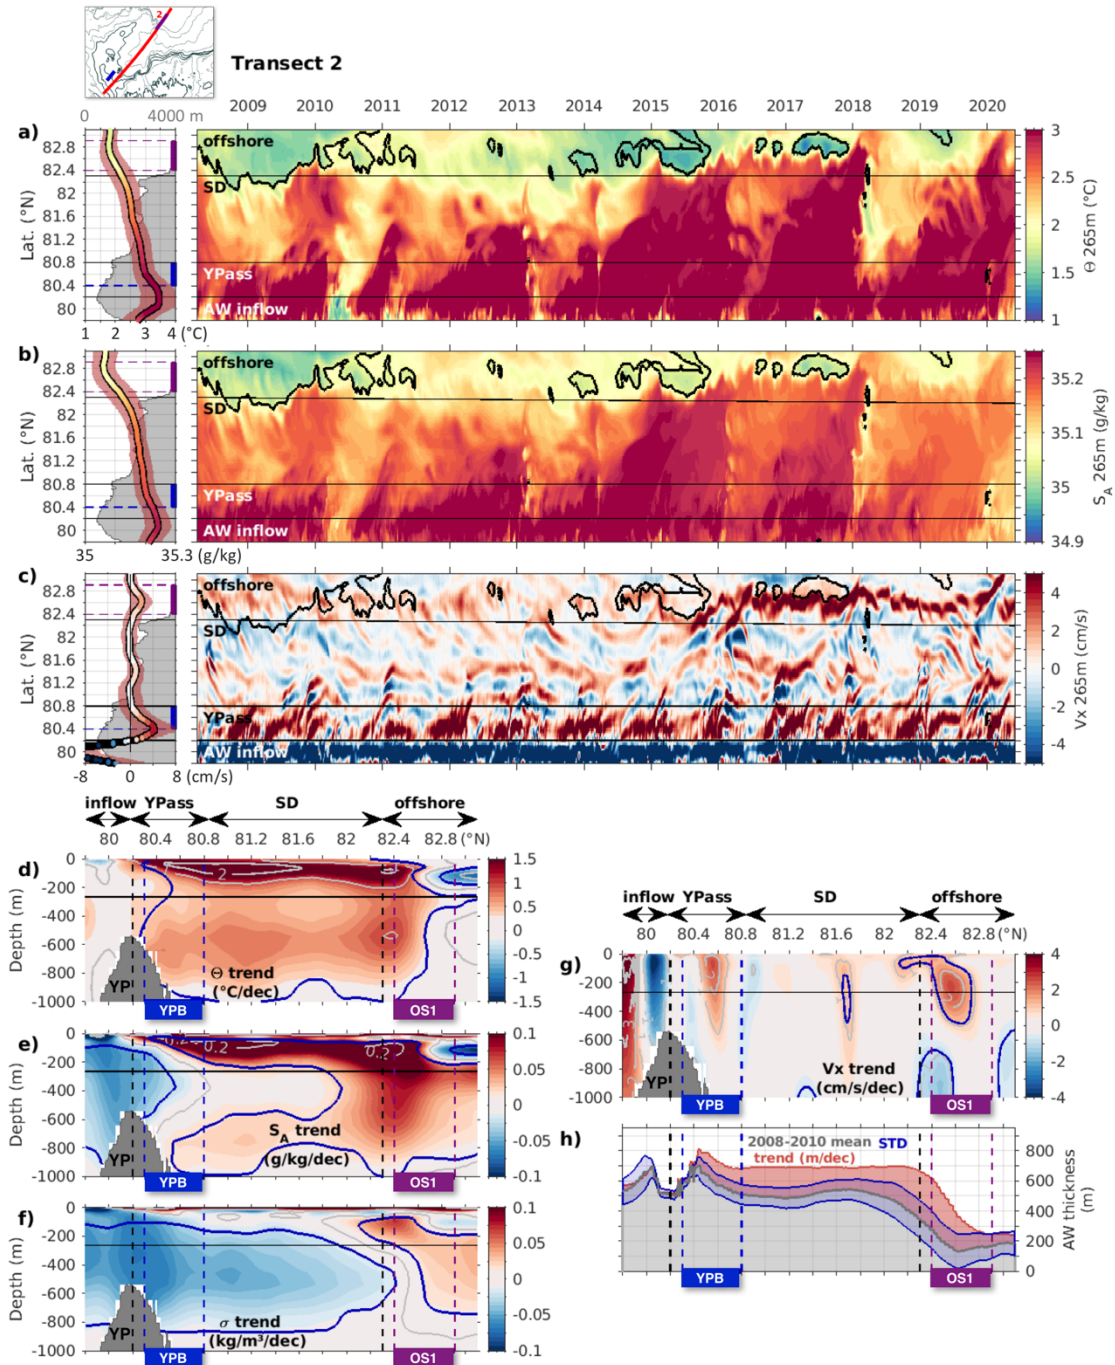 2
Transect 2
0 4000 m
2009 2010 2011 2012 2013 2014 2015 2016 2017 2018 2019 2020
a)
Lat. (°N)
82.8
82.4
82
81.6
81.2
80.8
80.4
80
1 2 3 4 (°C)
offshore
SD
YPass
AW inflow
3
2.5
2
1.5
1
Θ 265m (°C)
b)
Lat. (°N)
82.8
82.4
82
81.6
81.2
80.8
80.4
80
35 35.3 (g/kg)
offshore
SD
YPass
AW inflow
35.2
35.1
35
34.9
S_A 265m (g/kg)
c)
Lat. (°N)
82.8
82.4
82
81.6
81.2
80.8
80.4
80
-8 0 8 (cm/s)
offshore
SD
YPass
AW inflow
4
2
0
-2
-4
Vx 265m (cm/s)
inflow YPass SD offshore
80 80.4 80.8 81.2 81.6 82 82.4 82.8 (°N)
d)
Depth (m)
0
-200
-400
-600
-800
-1000
2
YP
Θ trend
(°C/dec)
YPB
OS1
1.5
1
0.5
0
-0.5
-1
-1.5
e)
Depth (m)
0
-200
-400
-600
-800
-1000
0.2
0.2
0.2
YP
S_A trend
(g/kg/dec)
YPB
OS1
0.1
0.05
0
-0.05
-0.1
f)
Depth (m)
0
-200
-400
-600
-800
-1000
YP
σ trend
(kg/m³/dec)
YPB
OS1
0.1
0.05
0
-0.05
-0.1
inflow YPass SD offshore
80 80.4 80.8 81.2 81.6 82 82.4 82.8 (°N)
g)
Depth (m)
0
-200
-400
-600
-800
-1000
YP
Vx trend
(cm/s/dec)
YPB
OS1
4
2
0
-2
-4
h)
2008-2010 mean STD
trend (m/dec)
YPB
OS1
800
600
400
200
0
AW thickness
(m)